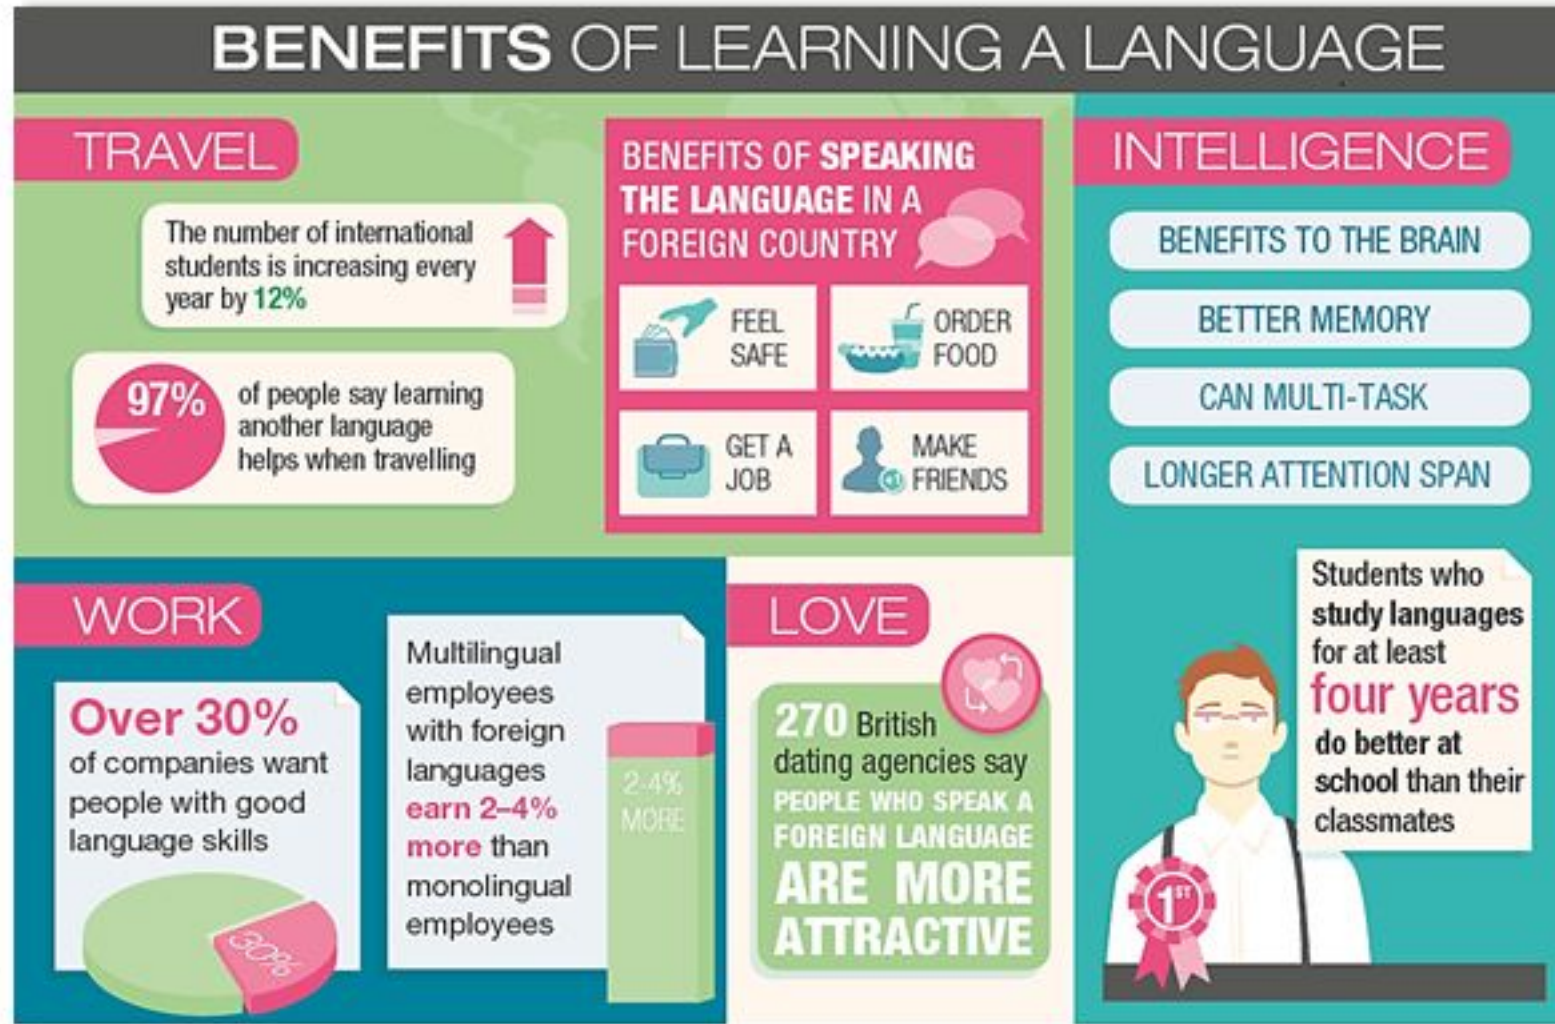 BENEFITS OF LEARNING A LANGUAGE
TRAVEL
The number of international
students is increasing every
year by 12%
97%
of people say learning
another language
helps when travelling
BENEFITS OF SPEAKING
THE LANGUAGE IN A
FOREIGN COUNTRY
FEEL
SAFE
ORDER
FOOD
GET A
JOB
MAKE
FRIENDS
INTELLIGENCE
BENEFITS TO THE BRAIN
BETTER MEMORY
CAN MULTI-TASK
LONGER ATTENTION SPAN
Students who
study languages
for at least
four years
do better at
school than their
classmates
1ST
WORK
Over 30%
of companies want
people with good
language skills
30%
Multilingual
employees
with foreign
languages
earn 2–4%
more than
monolingual
employees
2-4%
MORE
LOVE
270 British
dating agencies say
PEOPLE WHO SPEAK A
FOREIGN LANGUAGE
ARE MORE
ATTRACTIVE